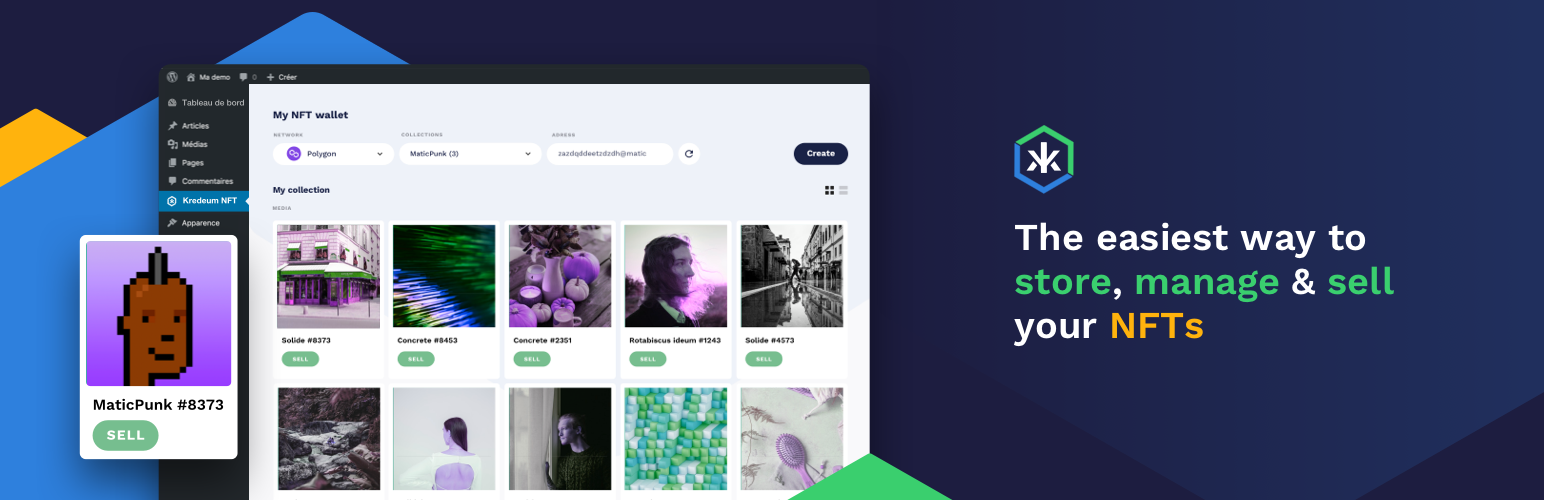 Ma demo
0
Créer
Tableau de bord
Articles
Médias
Pages
Commentaires
Kredeum NFT
Apparence
My NFT wallet
NETWORK
COLLECTIONS
ADRESS
Polygon
MaticPunk (3)
zazdqddeetzdzdh@matic
Create
My collection
MEDIA
Solide #8373
Concrete #8453
Concrete #2351
Rotabiscus ideum #1243
Solide #4573
SELL
SELL
SELL
SELL
SELL
MaticPunk #8373
SELL
The easiest way to
store, manage & sell
your NFTs